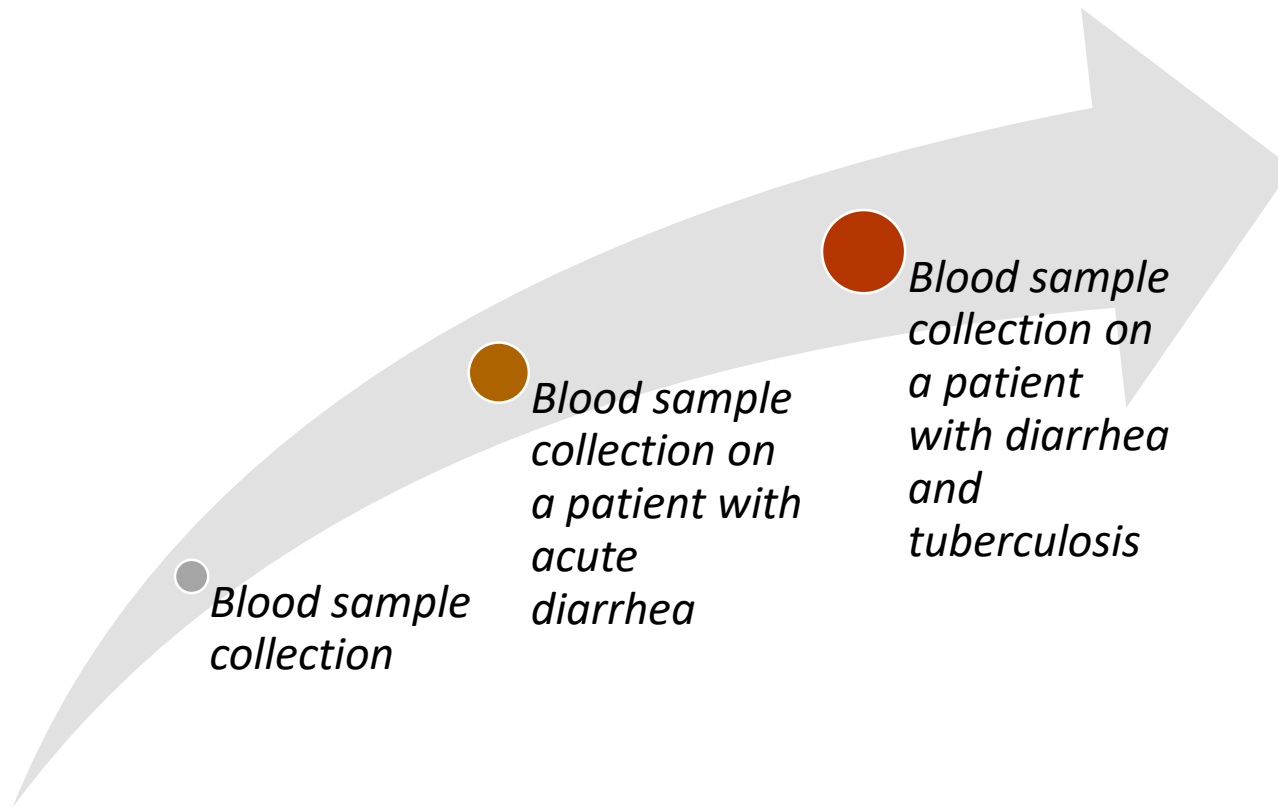 Blood sample
collection
Blood sample
collection on
a patient with
acute
diarrhea
Blood sample
collection on
a patient
with diarrhea
and
tuberculosis